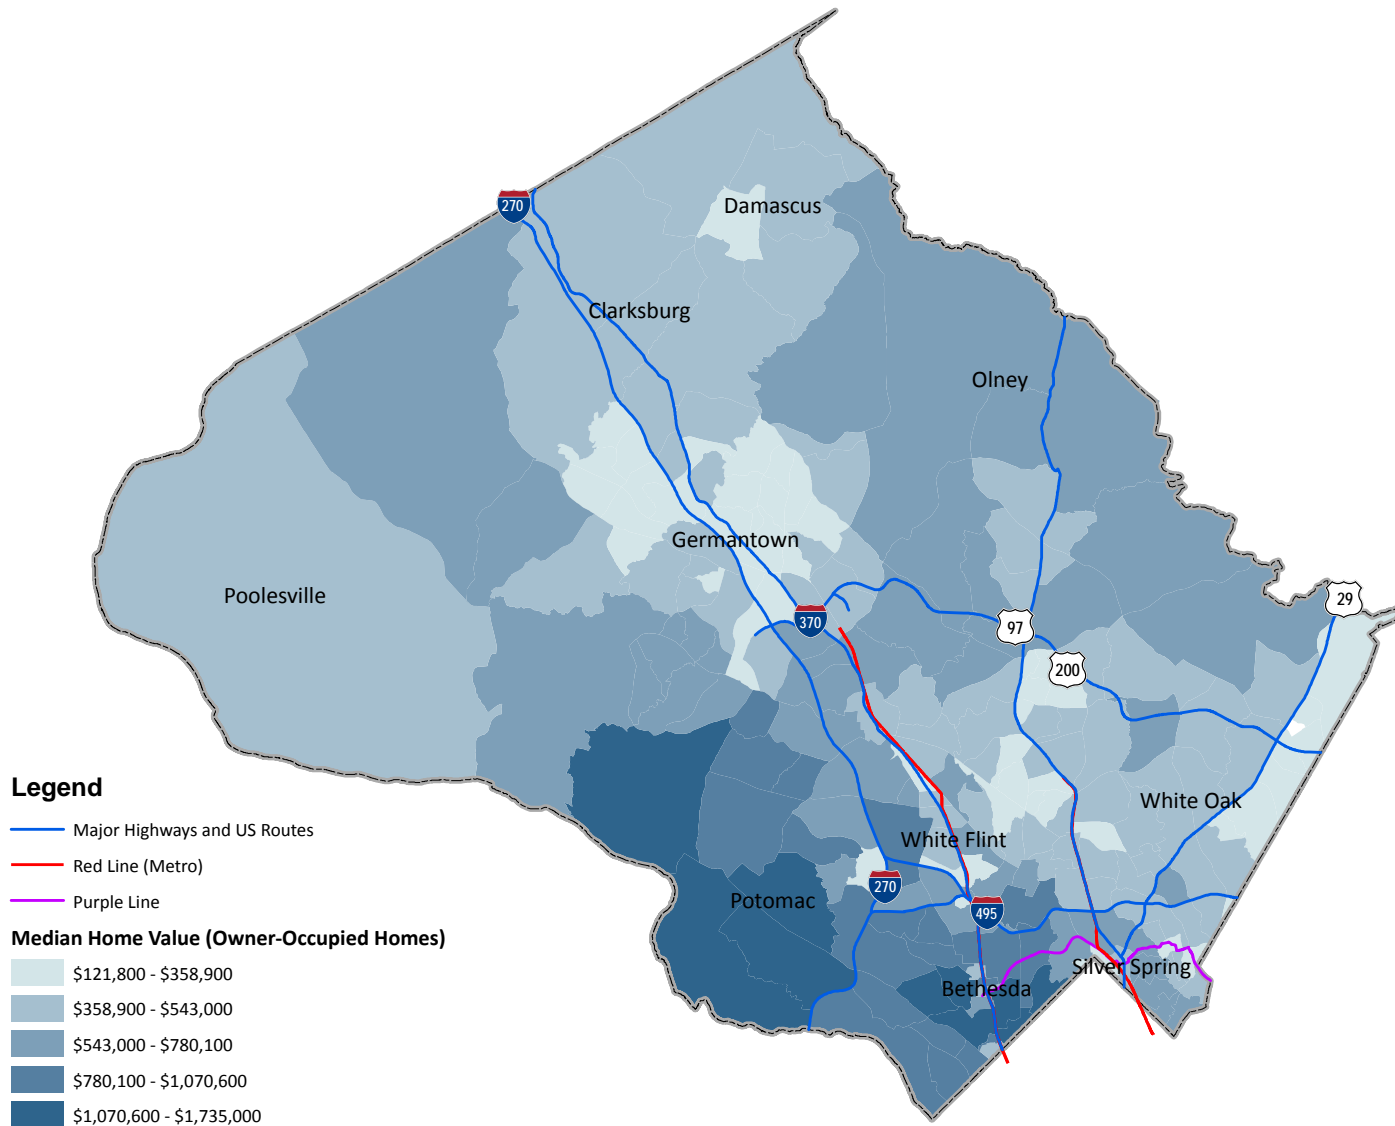 270
Damascus
Clarksburg
Olney
Germantown
Poolesville
29
370
97
200
White Oak
White Flint
270
Potomac
495
Silver Spring
Bethesda
Legend
Major Highways and US Routes
Red Line (Metro)
Purple Line
Median Home Value (Owner-Occupied Homes)
$121,800 - $358,900
$358,900 - $543,000
$543,000 - $780,100
$780,100 - $1,070,600
$1,070,600 - $1,735,000